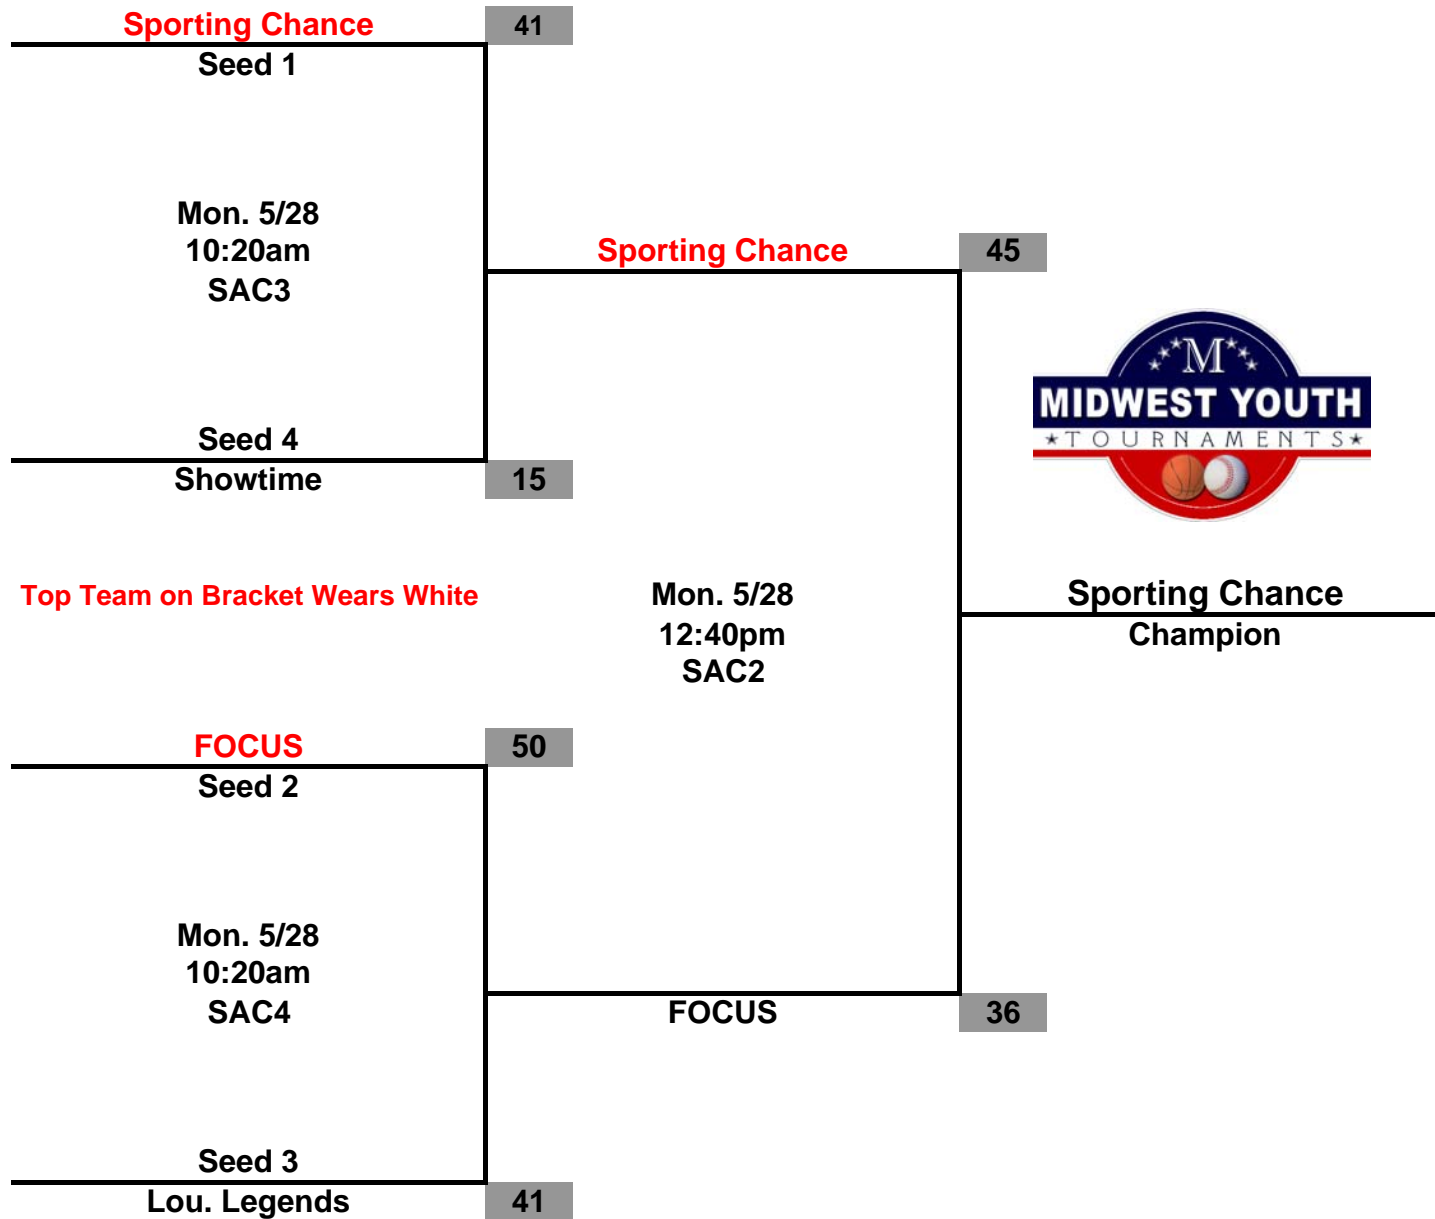 Sporting Chance 41
Seed 1
Mon. 5/28
10:20am
SAC3
Sporting Chance 45
M
MIDWEST YOUTH
★TOURNAMENTS★
Seed 4
Showtime 15
Top Team on Bracket Wears White
Mon. 5/28
12:40pm
SAC2
Sporting Chance
Champion
FOCUS 50
Seed 2
Mon. 5/28
10:20am
SAC4
FOCUS 36
Seed 3
Lou. Legends 41